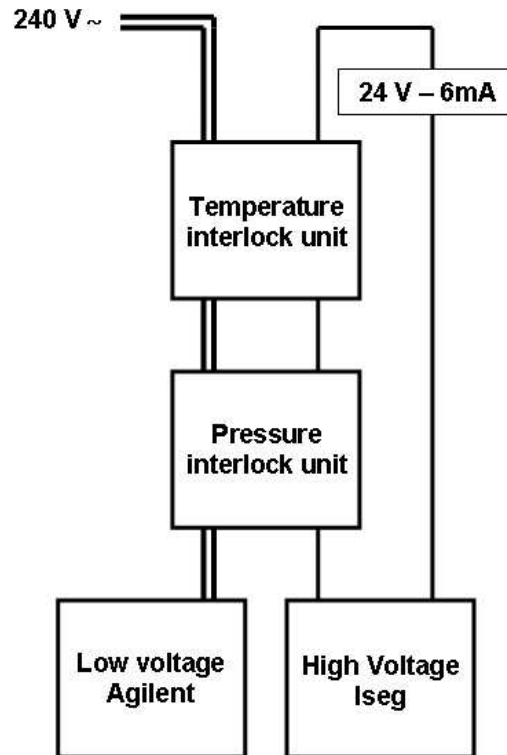 240 V ~
24 V – 6mA
Temperature
interlock unit
Pressure
interlock unit
Low voltage
Agilent
High Voltage
Iseg